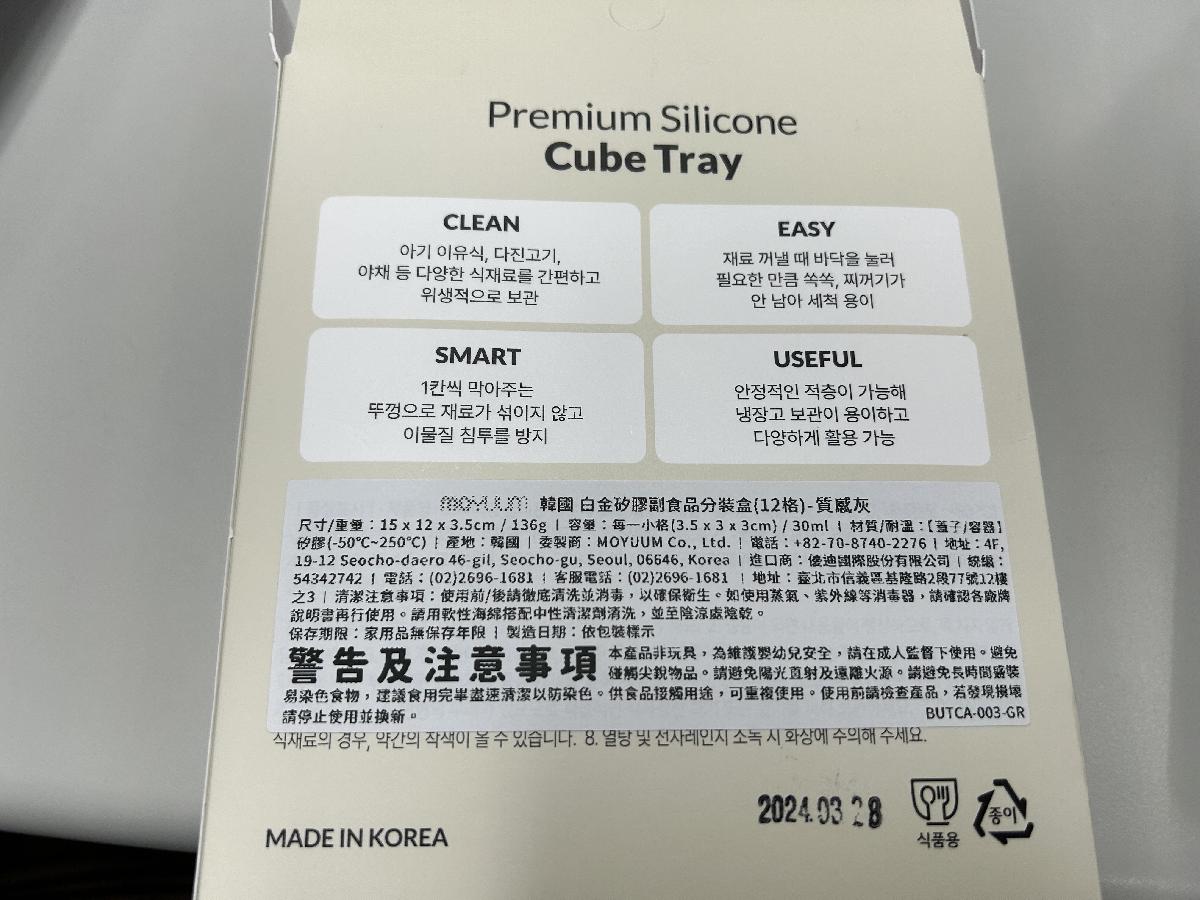 Premium Silicone
Cube Tray
CLEAN
아기 이유식, 다진고기,
야채 등 다양한 식재료를 간편하고
위생적으로 보관
EASY
재료 꺼낼 때 바닥을 눌러
필요한 만큼 쏙쏙, 찌꺼기가
안 남아 세척 용이
SMART
1칸씩 막아주는
뚜껑으로 재료가 섞이지 않고
이물질 침투를 방지
USEFUL
안정적인 적층이 가능해
냉장고 보관이 용이하고
다양하게 활용 가능
moyuum 韓國 白金矽膠副食品分裝盒(12格)-質感灰
尺寸/重量：15 x 12 x 3.5cm / 136g | 容量：每一小格(3.5 x 3 x 3cm) / 30ml | 材質/耐溫：【蓋子/容器】
矽膠(-50℃~250℃) | 產地：韓國 | 委製商：MOYUUM Co., Ltd. | 電話：+82-70-8740-2276 | 地址：4F,
19-12 Seocho-daero 46-gil, Seocho-gu, Seoul, 06646, Korea | 進口商：優迪國際股份有限公司 | 統編：
54342742 | 電話：(02)2696-1681 | 客服電話：(02)2696-1681 | 地址：臺北市信義區基隆路2段77號12樓
之3 | 清潔注意事項：使用前/後請徹底清洗並消毒，以確保衛生。如使用蒸氣、紫外線等消毒器，請確認各廠牌
說明書再行使用。請用軟性海綿搭配中性清潔劑清洗，並至陰涼處陰乾。
保存期限：家用品無保存年限 | 製造日期：依包裝標示
警告及注意事項 本產品非玩具，為維護嬰幼兒安全，請在成人監督下使用。避免
碰觸尖銳物品。請避免陽光直射及遠離火源。請避免長時間盛裝
易染色食物，建議食用完畢盡速清潔以防染色。供食品接觸用途，可重複使用。使用前請檢查產品，若發現損壞
請停止使用並換新。
BUTCA-003-GR
식재료의 경우, 약간의 착색이 올 수 있습니다. 8. 열탕 및 전자레인지 소독 시 화상에 주의해 주세요.
2024.03 28
식품용
종이
MADE IN KOREA